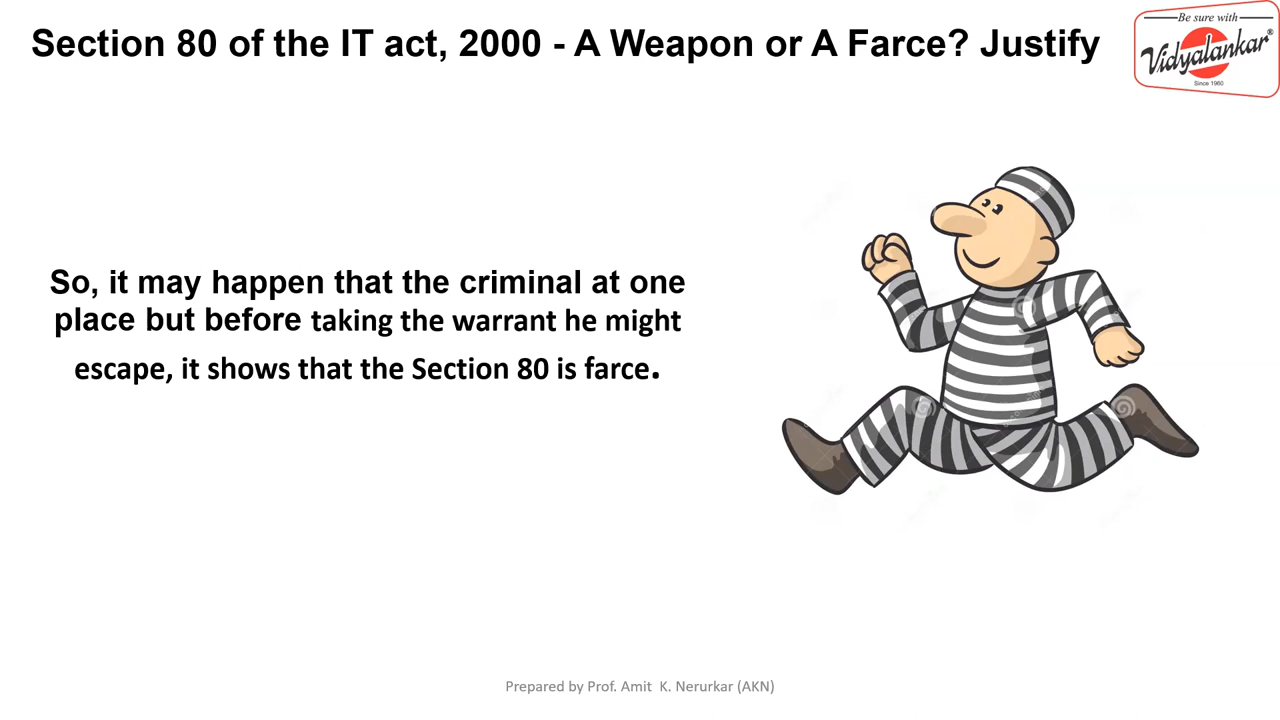 Section 80 of the IT act, 2000 - A Weapon or A Farce? Justify
Be sure with
Vidyalankar®
Since 1960
So, it may happen that the criminal at one
place but before taking the warrant he might
escape, it shows that the Section 80 is farce.
Prepared by Prof. Amit K. Nerurkar (AKN)